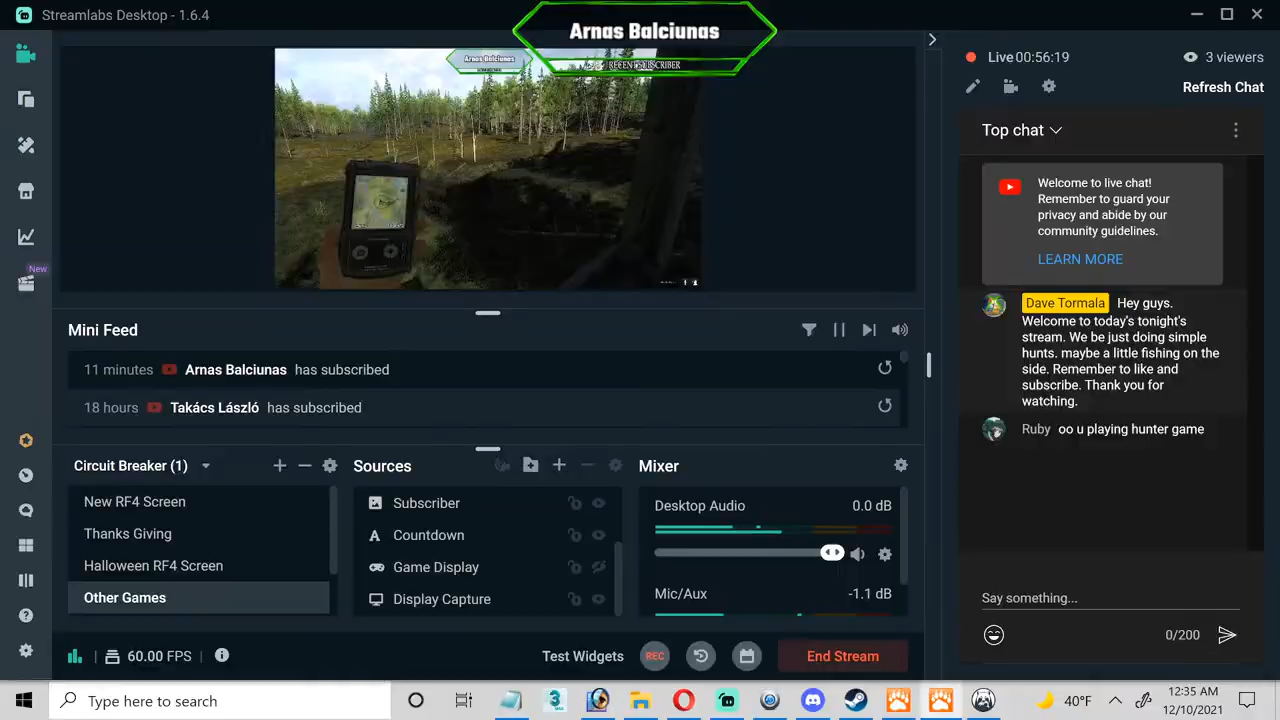 Streamlabs Desktop - 1.6.4
Arnas Balciunas
RECENT SUBSCRIBER
Arnas Balciunas
Live 00:56:19
3 viewers
Refresh Chat
Top chat
Welcome to live chat!
Remember to guard your
privacy and abide by our
community guidelines.
LEARN MORE
Dave Tormala Hey guys.
Welcome to today's tonight's
stream. We be just doing simple
hunts. maybe a little fishing on the
side. Remember to like and
subscribe. Thank you for
watching.
Ruby oo u playing hunter game
Say something...
0/200
New
Mini Feed
11 minutes Arnas Balciunas has subscribed
18 hours Takács László has subscribed
Circuit Breaker (1)
New RF4 Screen
Thanks Giving
Halloween RF4 Screen
Other Games
Sources
Subscriber
Countdown
Game Display
Display Capture
Mixer
Desktop Audio 0.0 dB
Mic/Aux -1.1 dB
60.00 FPS
Test Widgets
REC
End Stream
Type here to search
40°F
12:35 AM
12/10/2021